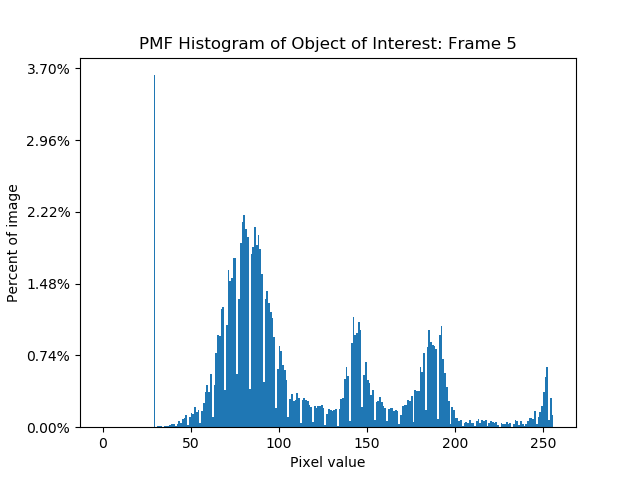 PMF Histogram of Object of Interest: Frame 5
3.70%
2.96%
2.22%
1.48%
0.74%
0.00%
Percent of image
0 50 100 150 200 250
Pixel value